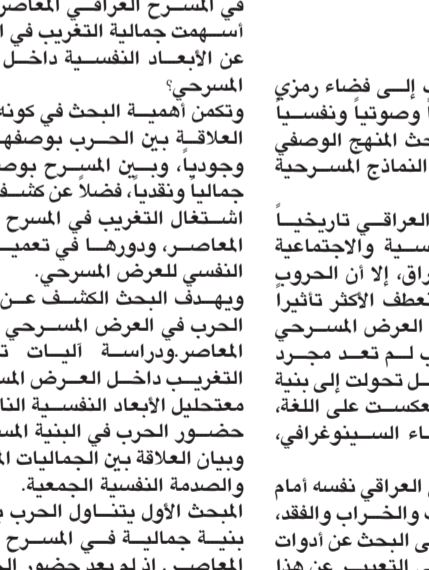 ب إلى فضاء رمزي
وصوتياً ونفسياً
حث المنهج الوصفي
النماذج المسرحية
العراقي تاريخياً
سية والاجتماعية
راق، إلا أن الحروب
نعطف الأكثر تأثيراً
العرض المسرحي
ب لم تعد مجرد
ل تحولت إلى بنية
عكست على اللغة،
اء السينوغرافي،
العراقي نفسه أمام
والخراب والفقد،
ى البحث عن أدوات
التعبير عن هذا
في المسرح العراقي المعاصر
أسهمت جمالية التغريب في ا
عن الأبعاد النفسية داخل
المسرحي؟
وتكمن أهمية البحث في كونه
العلاقة بين الحرب بوصفه
وجودياً، وبين المسرح بوص
جمالياً ونقدياً، فضلاً عن كشف
اشتغال التغريب في المسرح
المعاصر، ودورها في تعمي
النفسي للعرض المسرحي.
ويهدف البحث الكشف عن
الحرب في العرض المسرحي
المعاصر.ودراسة آليات ت
التغريب داخل العرض المس
معتحليل الأبعاد النفسية النا
حضور الحرب في البنية المس
وبيان العلاقة بين الجماليات ال
والصدمة النفسية الجمعية.
المبحث الأول يتناول الحرب ب
بنية جمالية في المسرح
المعاصر، إذ لم يعد حضور ال